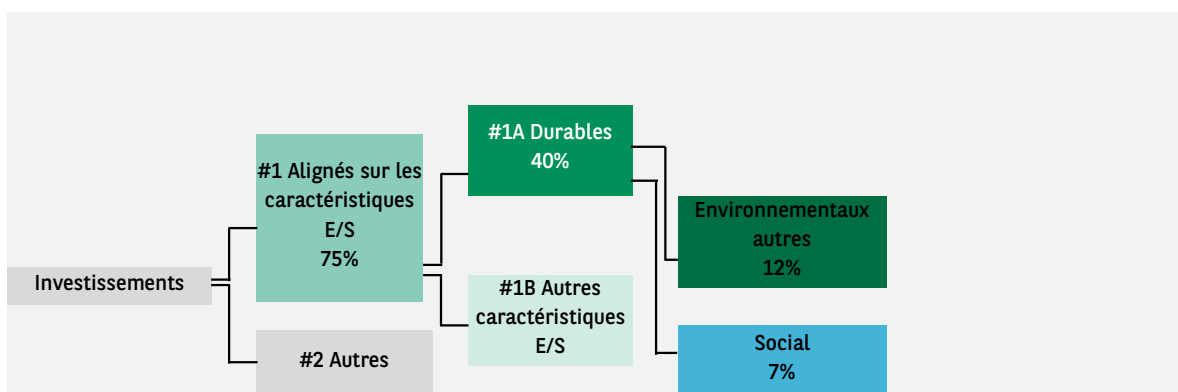 Investissements
#1 Alignés sur les
caractéristiques
E/S
75%
#2 Autres
#1A Durables
40%
#1B Autres
caractéristiques
E/S
Environnementaux
autres
12%
Social
7%